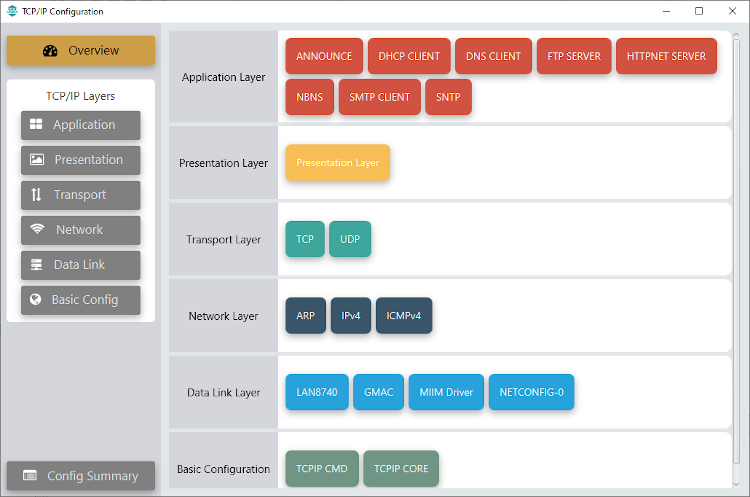 TCP/IP Configuration
Overview
TCP/IP Layers
Application
Presentation
Transport
Network
Data Link
Basic Config
Config Summary
Application Layer
ANNOUNCE DHCP CLIENT DNS CLIENT FTP SERVER HTTPNET SERVER
NBNS SMTP CLIENT SNTP
Presentation Layer
Presentation Layer
Transport Layer
TCP UDP
Network Layer
ARP IPv4 ICMPv4
Data Link Layer
LAN8740 GMAC MIIM Driver NETCONFIG-0
Basic Configuration
TCPIP CMD TCPIP CORE